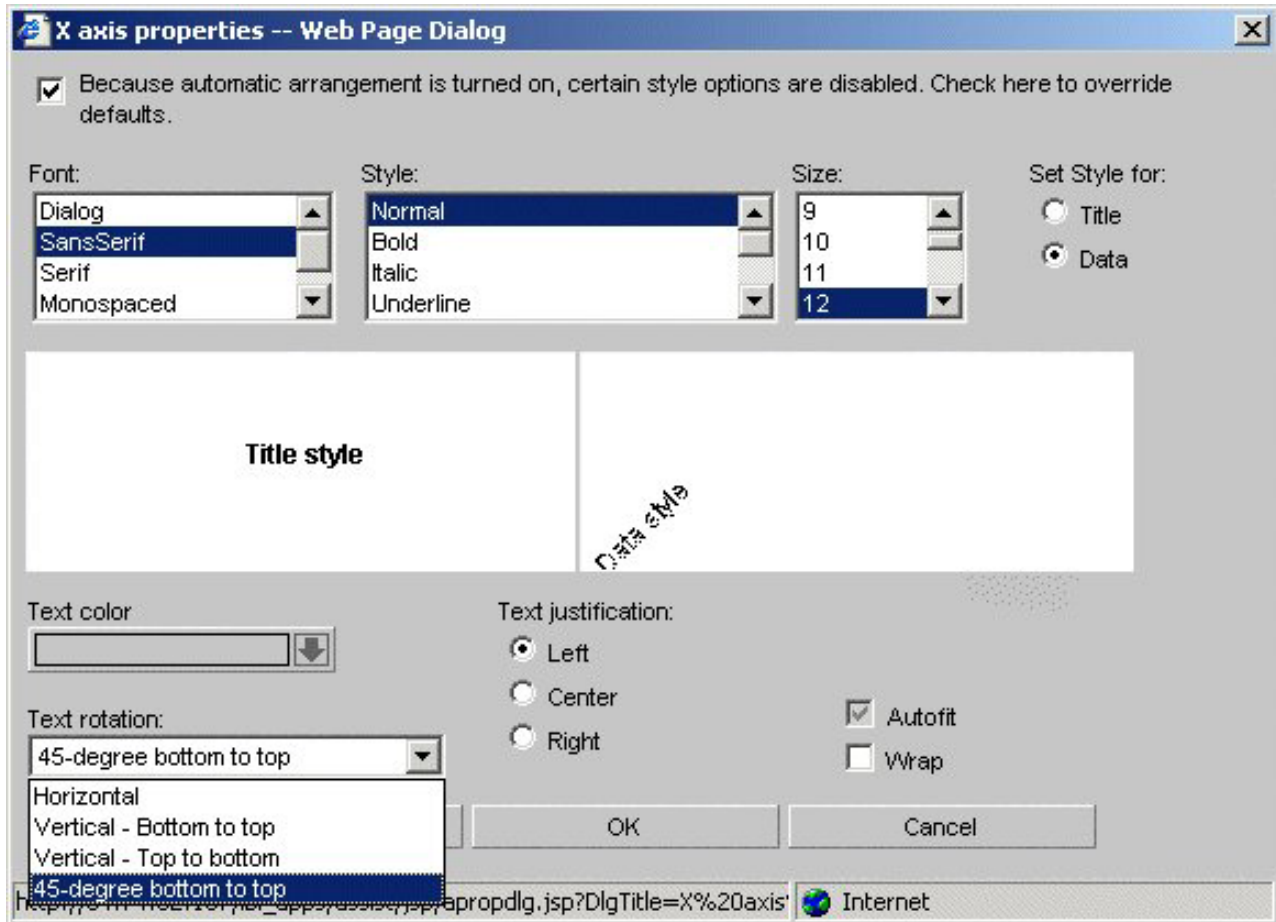 X axis properties -- Web Page Dialog
Because automatic arrangement is turned on, certain style options are disabled. Check here to override
defaults.
Font:
Style:
Size:
Set Style for:
Dialog
SansSerif
Serif
Monospaced
Normal
Bold
Italic
Underline
9
10
11
12
Title
Data
Title style
Data style
Text color
Text justification:
Left
Center
Right
Text rotation:
45-degree bottom to top
Autofit
Wrap
Horizontal
Vertical - Bottom to top
Vertical - Top to bottom
45-degree bottom to top
OK
Cancel
apropdlg.jsp?DlgTitle=X%20axis
Internet